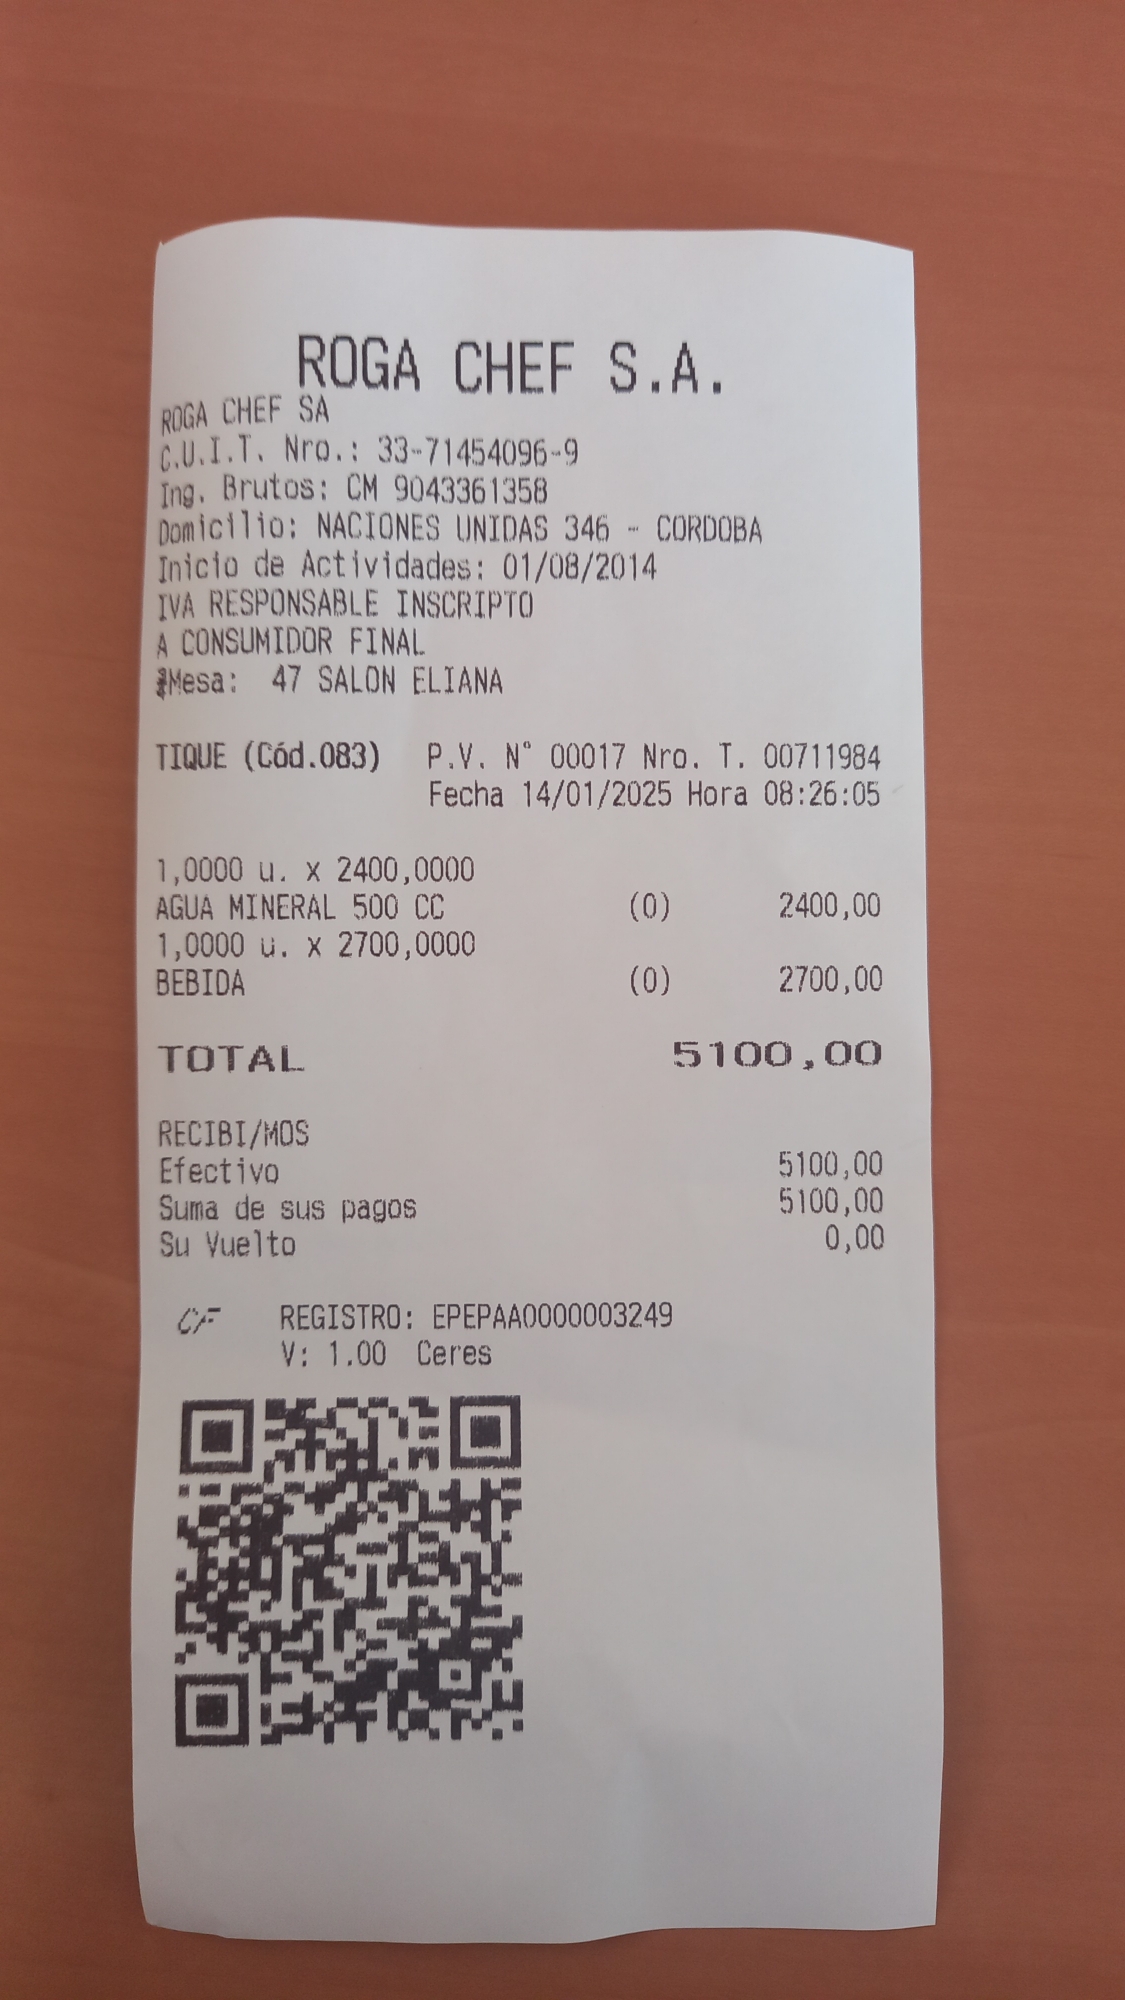 ROGA CHEF S.A.
ROGA CHEF SA
C.U.I.T. Nro.: 33-71454096-9
Ing. Brutos: CM 9043361358
Domicilio: NACIONES UNIDAS 346 - CORDOBA
Inicio de Actividades: 01/08/2014
IVA RESPONSABLE INSCRIPTO
A CONSUMIDOR FINAL
Mesa: 47 SALON ELIANA
TIQUE (Cód.083) P.V. N° 00017 Nro. T. 00711984
Fecha 14/01/2025 Hora 08:26:05
1,0000 u. x 2400,0000
AGUA MINERAL 500 CC (0) 2400,00
1,0000 u. x 2700,0000
BEBIDA (0) 2700,00
TOTAL 5100,00
RECIBI/MOS
Efectivo 5100,00
Suma de sus pagos 5100,00
Su Vuelto 0,00
CF REGISTRO: EPEPAA0000003249
V: 1.00 Ceres